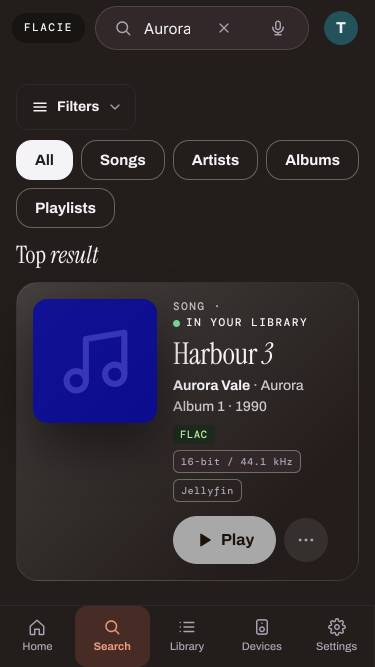 FLACIE
Aurora
T
Filters
All
Songs
Artists
Albums
Playlists
Top result
SONG ·
IN YOUR LIBRARY
Harbour 3
Aurora Vale · Aurora
Album 1 · 1990
FLAC
16-bit / 44.1 kHz
Jellyfin
Play
Home
Search
Library
Devices
Settings